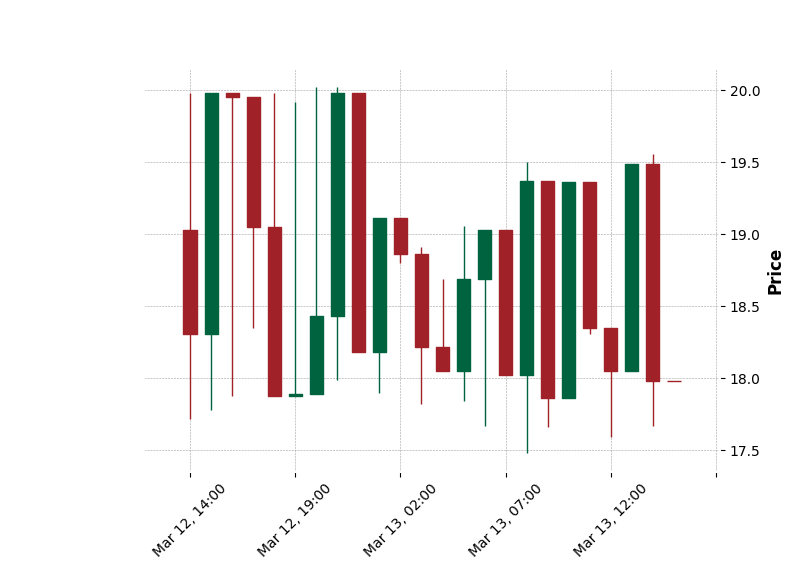 20.0
19.5
19.0
18.5
18.0
17.5
Price
Mar 12, 14:00
Mar 12, 19:00
Mar 13, 02:00
Mar 13, 07:00
Mar 13, 12:00